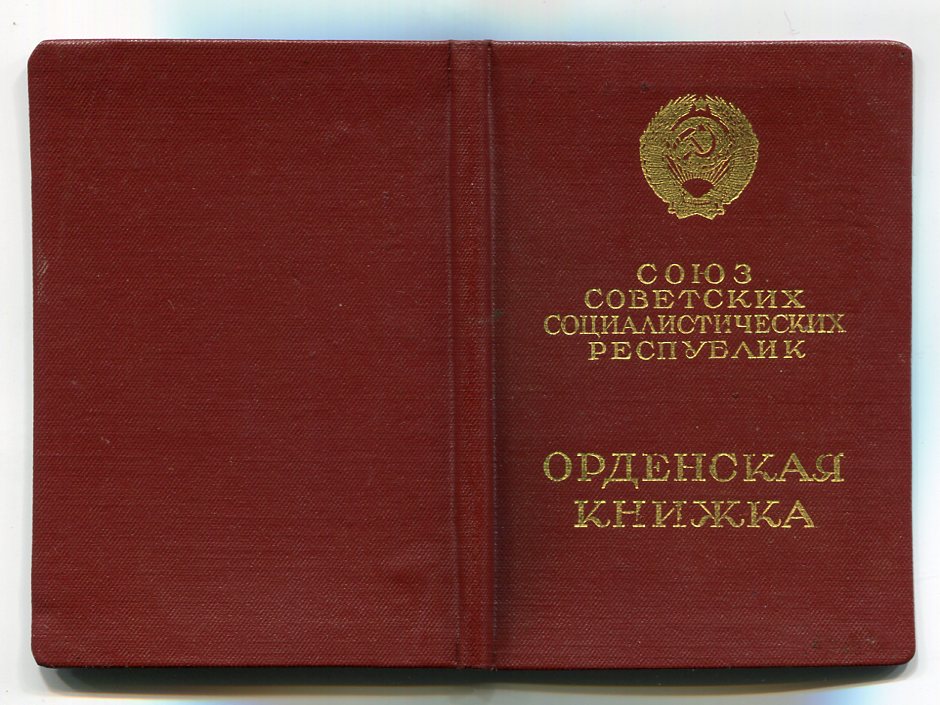 СОЮЗ
СОВЕТСКИХ
СОЦИАЛИСТИЧЕСКИХ
РЕСПУБЛИК
ОРДЕНСКАЯ
КНИЖКА